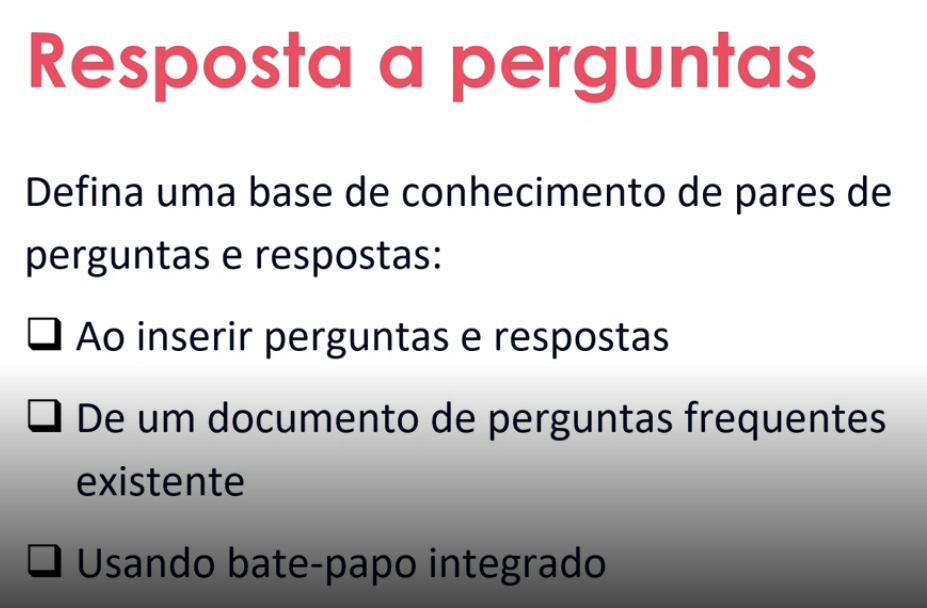 Resposta a perguntas
Defina uma base de conhecimento de pares de
perguntas e respostas:
Ao inserir perguntas e respostas
De um documento de perguntas frequentes
existente
Usando bate-papo integrado